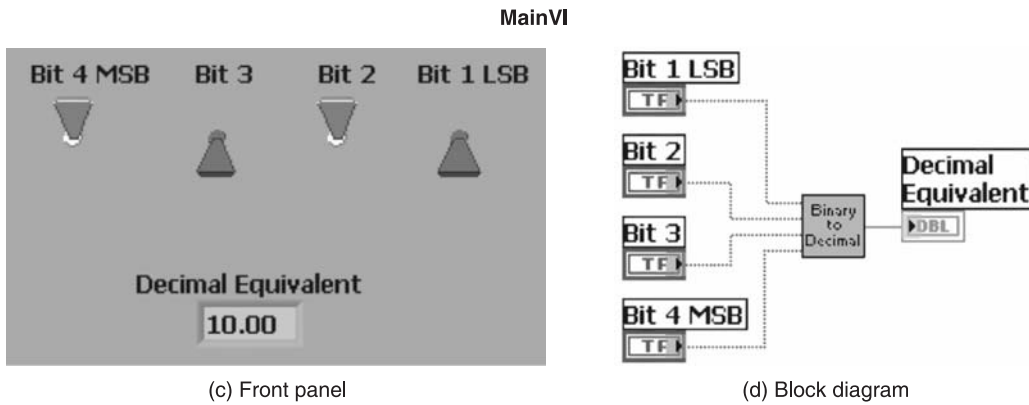 MainVI
Bit 4 MSB
Bit 3
Bit 2
Bit 1 LSB
Decimal Equivalent
10.00
(c) Front panel
Bit 1 LSB
TF
Bit 2
TF
Bit 3
TF
Bit 4 MSB
TF
Binary
to
Decimal
Decimal
Equivalent
DBL
(d) Block diagram